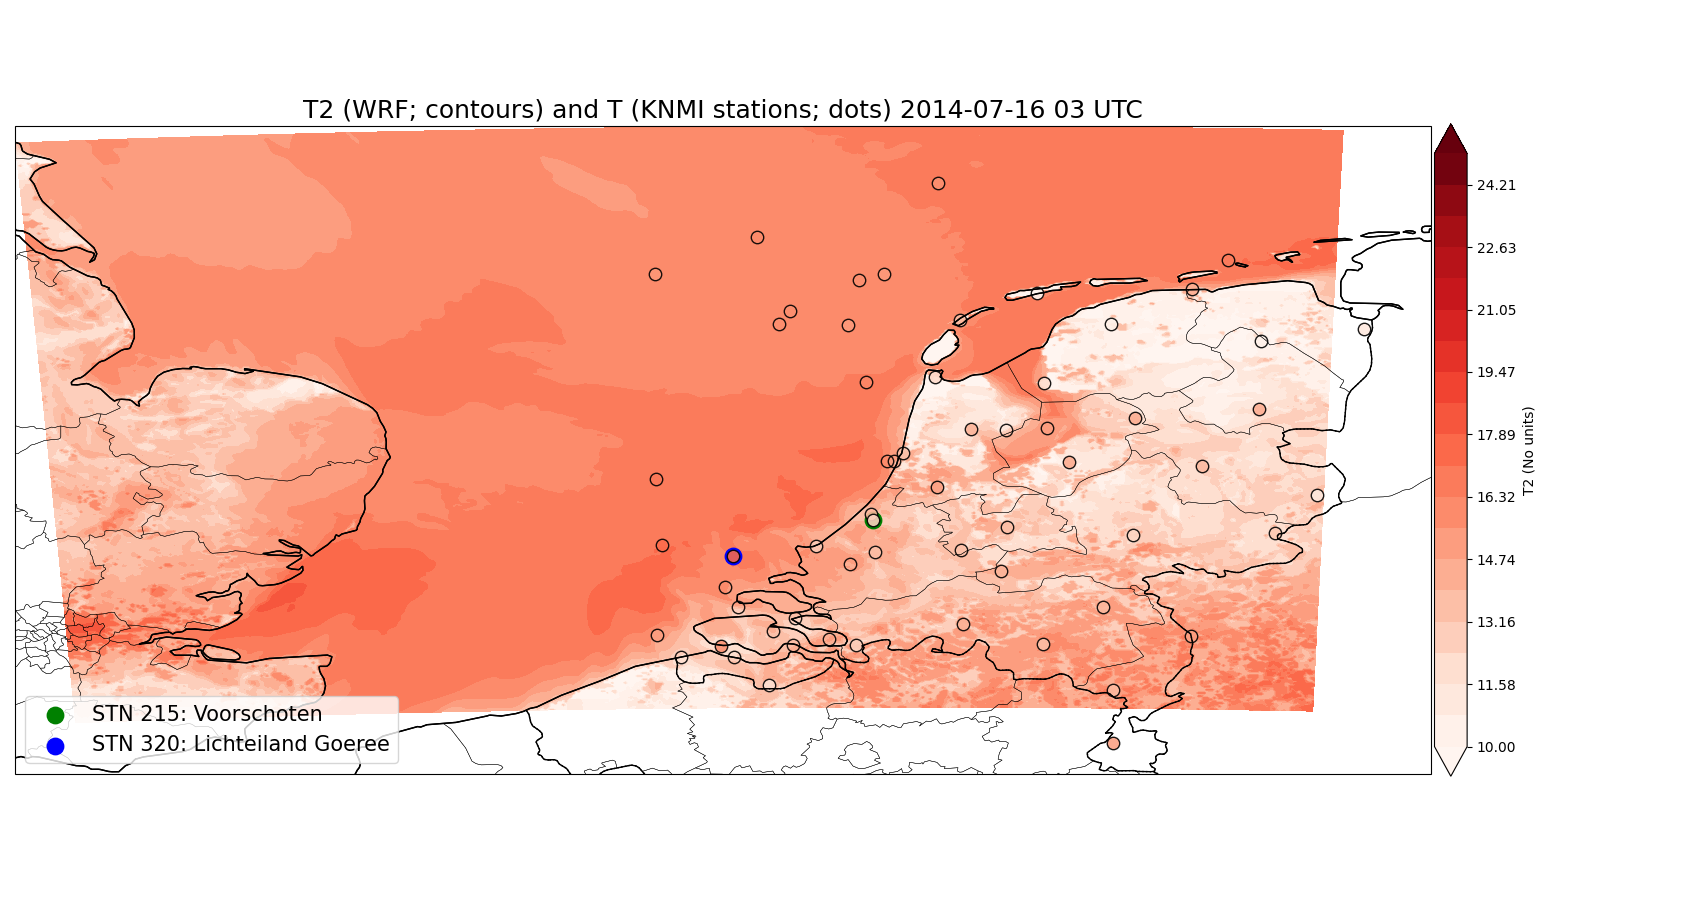 T2 (WRF; contours) and T (KNMI stations; dots) 2014-07-16 03 UTC
24.21
22.63
21.05
19.47
17.89
16.32
14.74
13.16
11.58
10.00
T2 (No units)
STN 215: Voorschoten
STN 320: Lichteiland Goeree